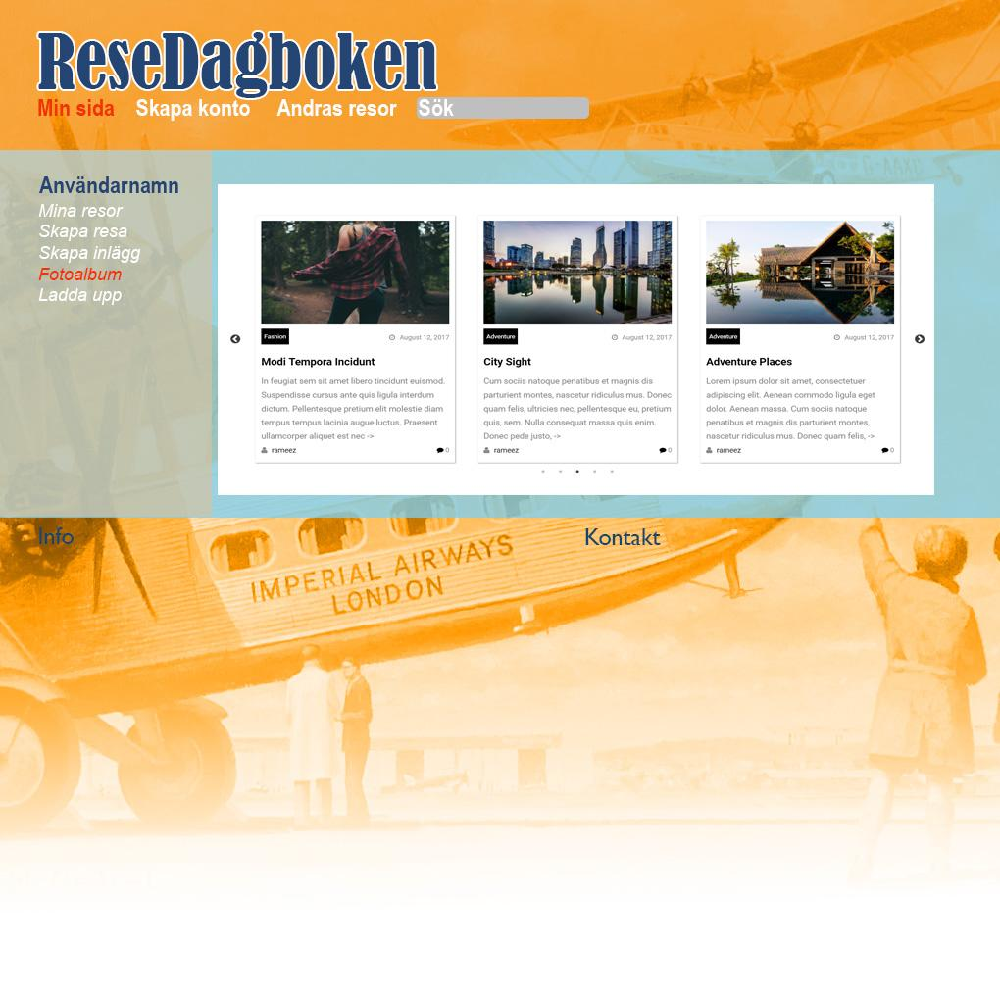 ReseDagboken
Min sida Skapa konto Andras resor Sök
G-AAXD
Användarnamn
Mina resor
Skapa resa
Skapa inlägg
Fotoalbum
Ladda upp
Fashion August 12, 2017
Modi Tempora Incidunt
In feugiat sem sit amet libero tincidunt euismod.
Suspendisse cursus ante quis ligula interdum
dictum. Pellentesque pretium elit molestie diam
tempus tempus lacinia augue luctus. Praesent
ullamcorper aliquet est nec ->
rameez 0
Adventure August 12, 2017
City Sight
Cum sociis natoque penatibus et magnis dis
parturient montes, nascetur ridiculus mus. Donec
quam felis, ultricies nec, pellentesque eu, pretium
quis, sem. Nulla consequat massa quis enim.
Donec pede justo, ->
rameez 0
Adventure August 12, 2017
Adventure Places
Lorem ipsum dolor sit amet, consectetuer
adipiscing elit. Aenean commodo ligula eget
dolor. Aenean massa. Cum sociis natoque
penatibus et magnis dis parturient montes,
nascetur ridiculus mus. Donec quam felis, ->
rameez 0
Info Kontakt
IMPERIAL AIRWAYS
LONDON